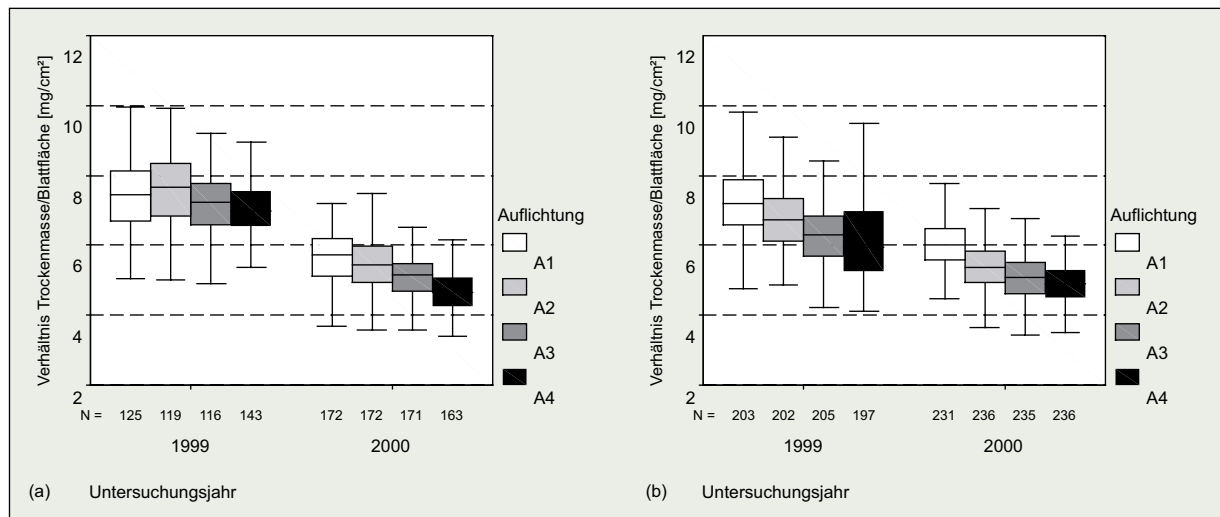 Verhältnis Trockenmasse/Blattfläche [mg/cm²]
12
10
8
6
4
2
Auflichtung
A1
A2
A3
A4
N = 125 119 116 143 172 172 171 163
1999 2000
(a) Untersuchungsjahr
Verhältnis Trockenmasse/Blattfläche [mg/cm²]
12
10
8
6
4
2
Auflichtung
A1
A2
A3
A4
N = 203 202 205 197 231 236 235 236
1999 2000
(b) Untersuchungsjahr